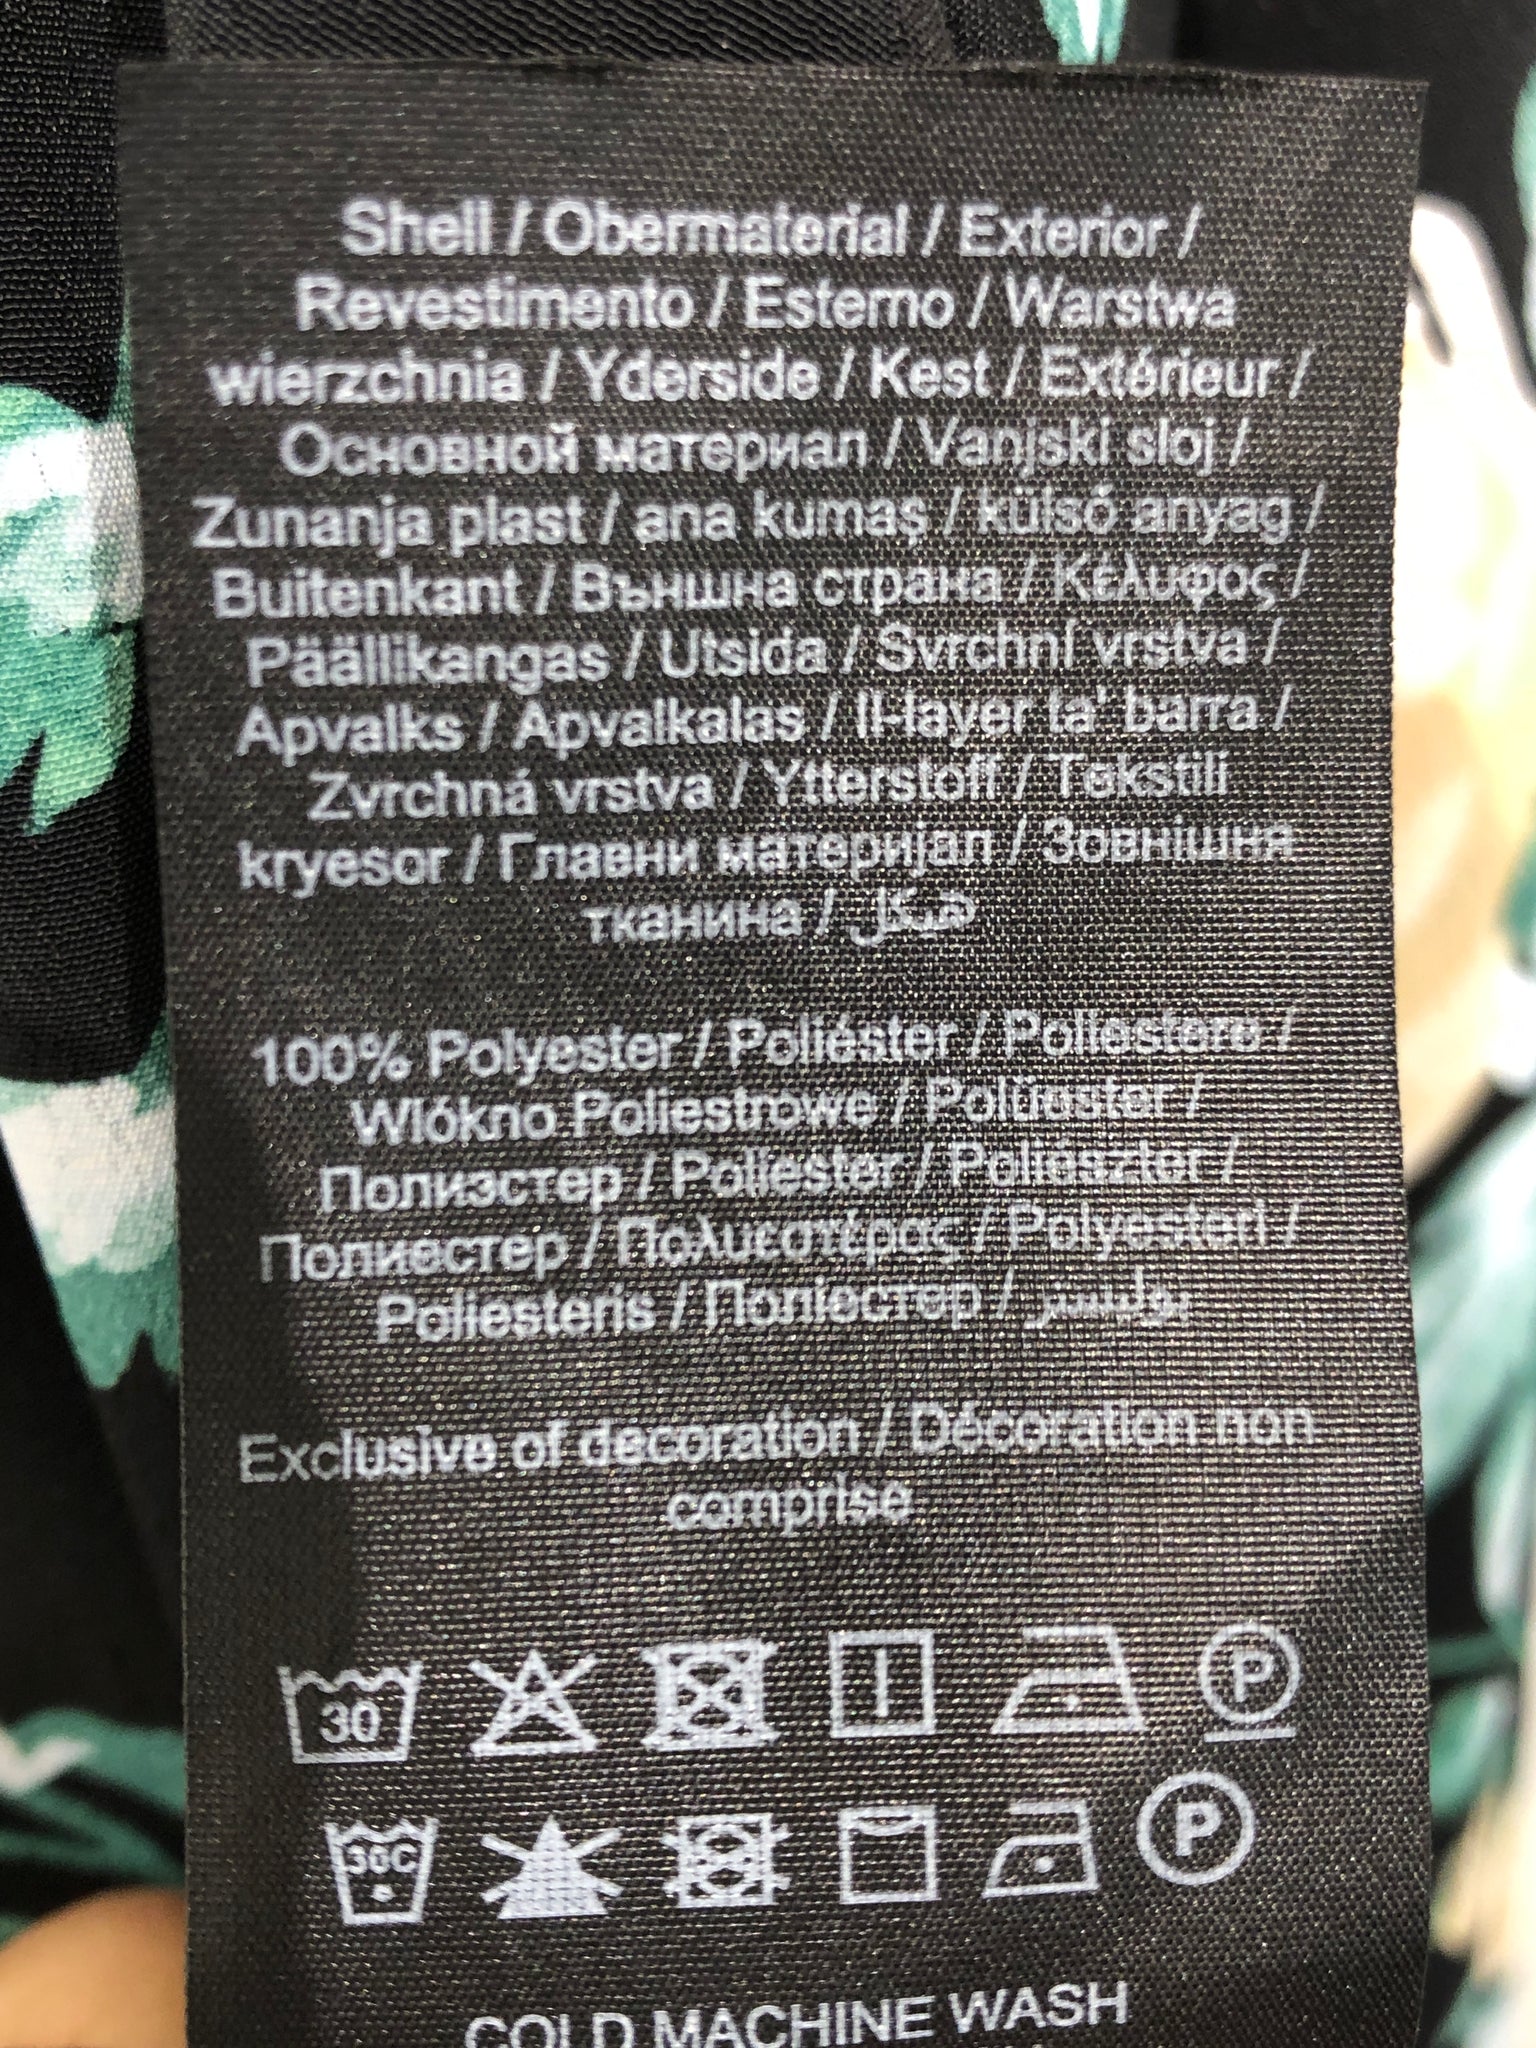 Shell / Obermaterial / Exterior /
Revestimento / Esterno / Warstwa
wierzchnia / Yderside / Kest / Extérieur /
Основной материал / Vanjski sloj /
Zunanja plast / ana kumaş / külső anyag /
Buitenkant / Външна страна / Κέλυφος /
Päällikangas / Utsida / Svrchní vrstva /
Apvalks / Apvalkalas / Il-layer ta' barra /
Zvrchná vrstva / Ytterstoff / Tekstili
kryesor / Главни материјал / Зовнішня
тканина / هيكل
100% Polyester / Poliéster / Poliestere /
Wlókno Poliestrowe / Polüester /
Полиэстер / Poliester / Poliészter /
Полиестер / Πολυεστέρας / Polyesteri /
Poliesteris / Поліестер / بوليستر
Exclusive of decoration / Décoration non
comprise
30 P
30C P
COLD MACHINE WASH